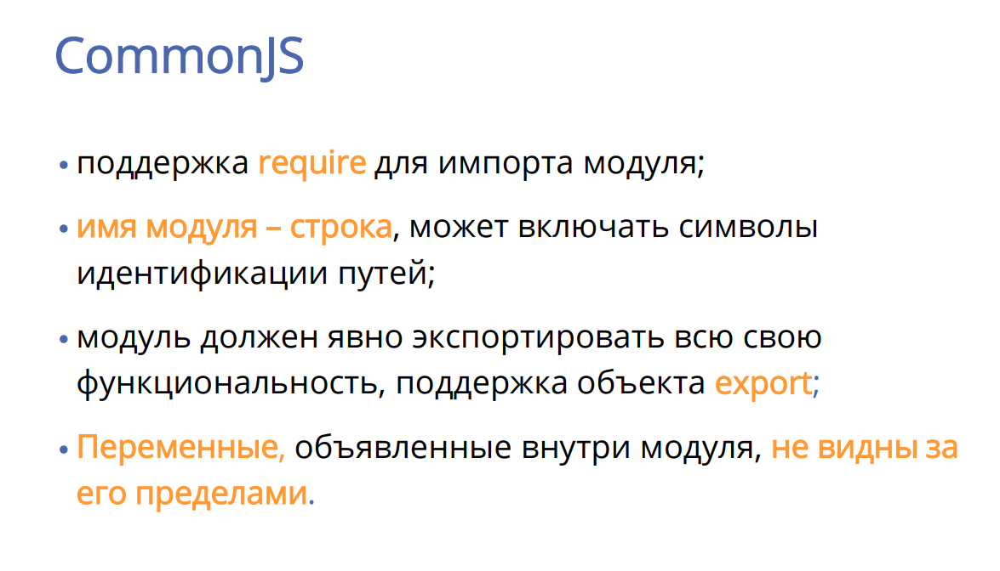 CommonJS
• поддержка require для импорта модуля;
• имя модуля – строка, может включать символы
идентификации путей;
• модуль должен явно экспортировать всю свою
функциональность, поддержка объекта export;
• Переменные, объявленные внутри модуля, не видны за
его пределами.